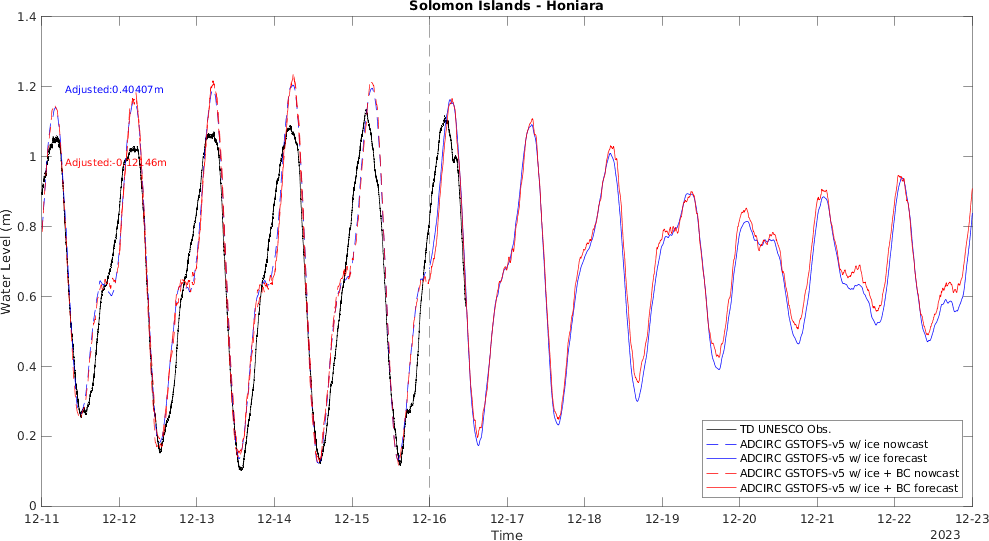 Solomon Islands - Honiara
1.4
1.2
1
0.8
0.6
0.4
0.2
0
Water Level (m)
Adjusted:0.40407m
Adjusted:-0.12146m
TD UNESCO Obs.
ADCIRC GSTOFS-v5 w/ ice nowcast
ADCIRC GSTOFS-v5 w/ ice forecast
ADCIRC GSTOFS-v5 w/ ice + BC nowcast
ADCIRC GSTOFS-v5 w/ ice + BC forecast
12-11 12-12 12-13 12-14 12-15 12-16 12-17 12-18 12-19 12-20 12-21 12-22 12-23
Time
2023